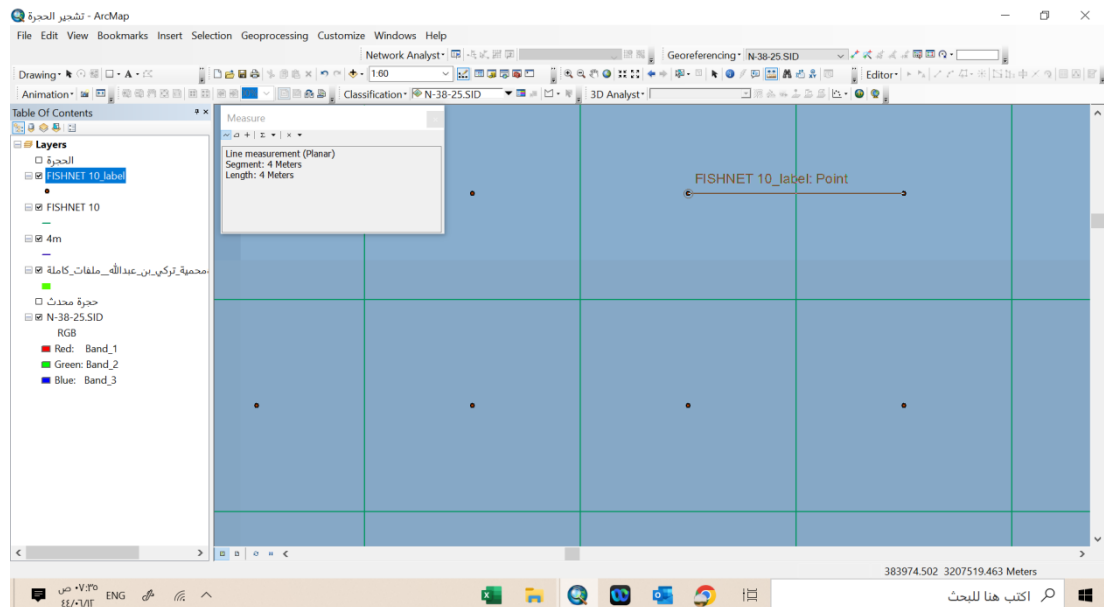 تشجير الحجرة - ArcMap
File Edit View Bookmarks Insert Selection Geoprocessing Customize Windows Help
Network Analyst
Georeferencing N-38-25.SID
Drawing A 1:60 Editor
Animation Classification N-38-25.SID 3D Analyst
Table Of Contents
Layers
الحجرة
FISHNET 10_label
FISHNET 10
4m
محمية_تركي_بن_عبدالله__ملفات_كاملة
حجرة محدث
N-38-25.SID
RGB
Red: Band_1
Green: Band_2
Blue: Band_3
Measure
Line measurement (Planar)
Segment: 4 Meters
Length: 4 Meters
FISHNET 10_label: Point
383974.502 3207519.463 Meters
٠٧:٣٥ ص
ENG
اكتب هنا للبحث